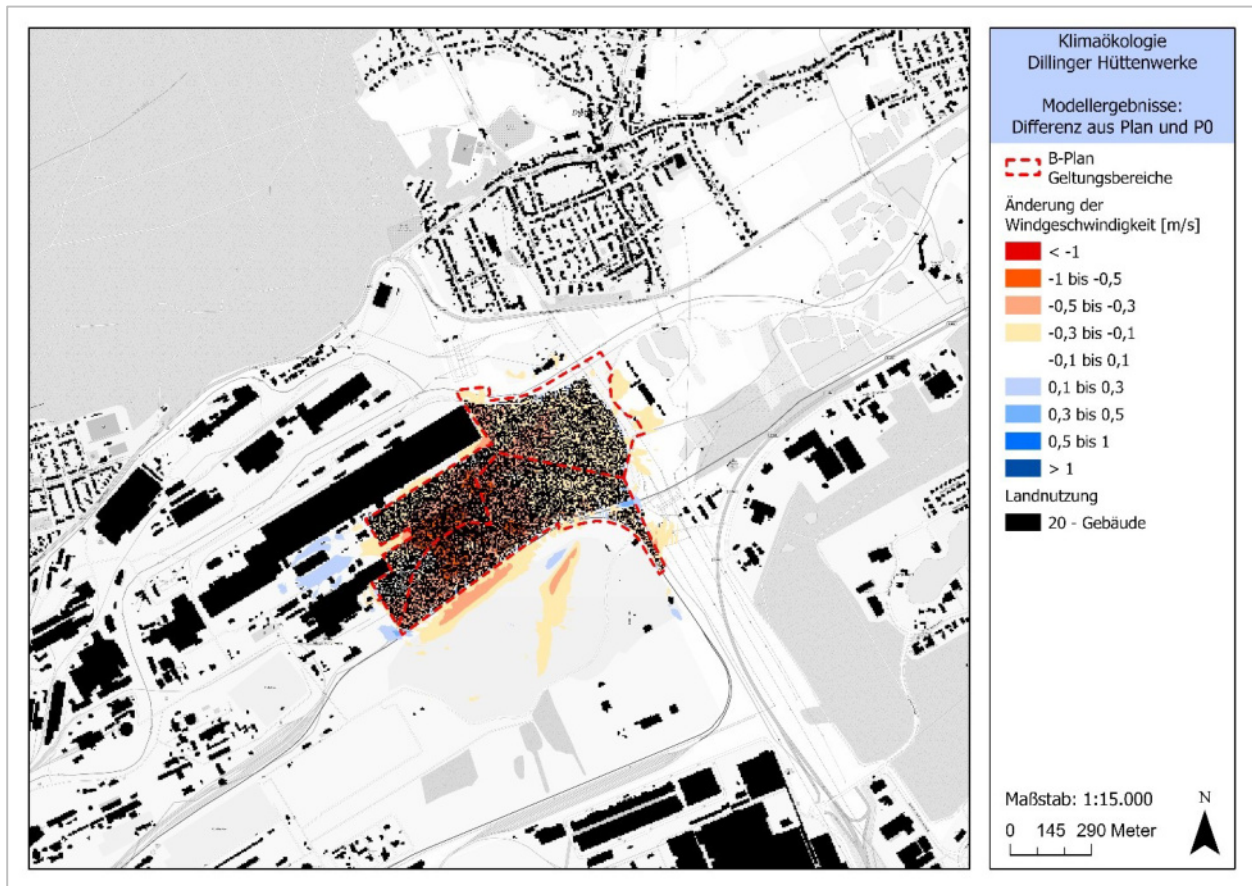 Klimaökologie
Dillinger Hüttenwerke
Modellergebnisse:
Differenz aus Plan und P0
B-Plan
Geltungsbereiche
Änderung der
Windgeschwindigkeit [m/s]
< -1
-1 bis -0,5
-0,5 bis -0,3
-0,3 bis -0,1
-0,1 bis 0,1
0,1 bis 0,3
0,3 bis 0,5
0,5 bis 1
> 1
Landnutzung
20 - Gebäude
Maßstab: 1:15.000
N
0 145 290 Meter